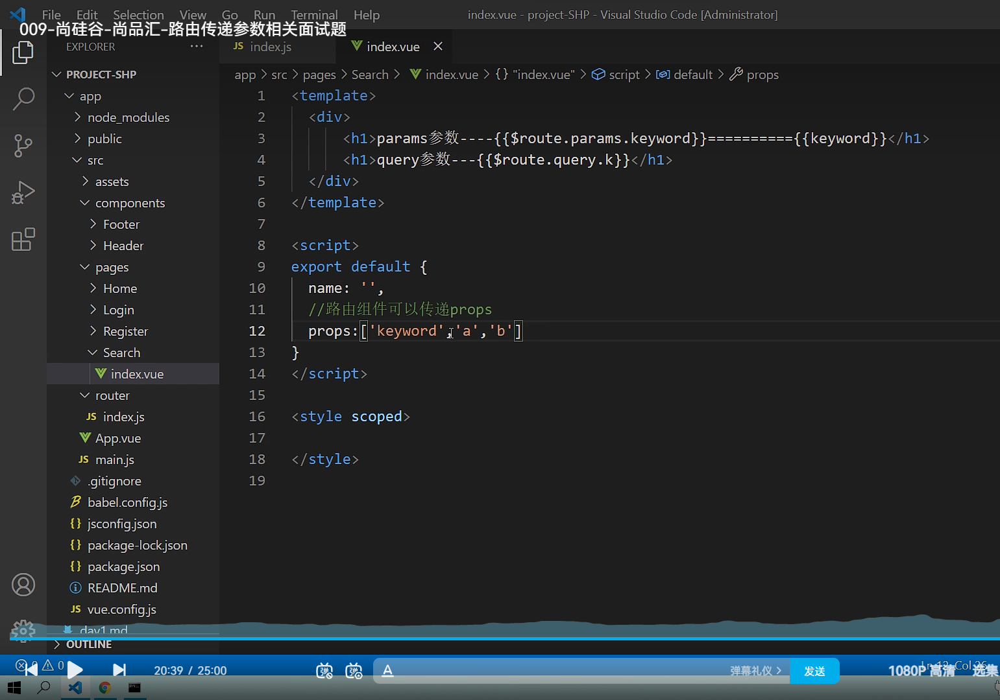 File Edit Selection View Go Run Terminal Help
index.vue - project-SHP - Visual Studio Code [Administrator]
009-尚硅谷-尚品汇-路由传递参数相关面试题
EXPLORER ···
JS index.js
index.vue
PROJECT-SHP
app > src > pages > Search > index.vue > {} "index.vue" > script > default > props
app
node_modules
public
src
assets
components
Footer
Header
pages
Home
Login
Register
Search
index.vue
router
JS index.js
App.vue
JS main.js
.gitignore
babel.config.js
{} jsconfig.json
{} package-lock.json
{} package.json
README.md
JS vue.config.js
day1.md
OUTLINE
1 <template>
2 <div>
3 <h1>params参数----{{$route.params.keyword}}=========={{keyword}}</h1>
4 <h1>query参数---{{$route.query.k}}</h1>
5 </div>
6 </template>
7
8 <script>
9 export default {
10 name: '',
11 //路由组件可以传递props
12 props:['keyword','a','b']
13 }
14 </script>
15
16 <style scoped>
17
18 </style>
19
0
20:39 / 25:00
弹
弹
A
弹幕礼仪 >
发送
1080P 高清
选集